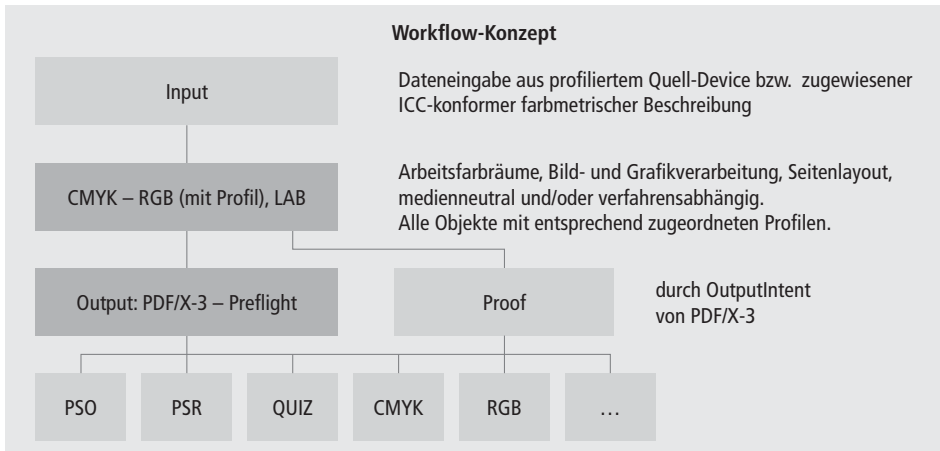 Workflow-Konzept
Input
Dateneingabe aus profiliertem Quell-Device bzw. zugewiesener
ICC-konformer farbmetrischer Beschreibung
CMYK – RGB (mit Profil), LAB
Arbeitsfarbräume, Bild- und Grafikverarbeitung, Seitenlayout,
medienneutral und/oder verfahrensabhängig.
Alle Objekte mit entsprechend zugeordneten Profilen.
Output: PDF/X-3 – Preflight
Proof
durch OutputIntent
von PDF/X-3
PSO
PSR
QUIZ
CMYK
RGB
…